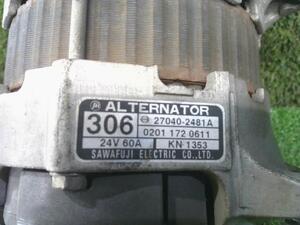 ALTERNATOR
306 27040-2481A
0201 172 0611
24V 60A KN 1353
SAWAFUJI ELECTRIC CO.,LTD.